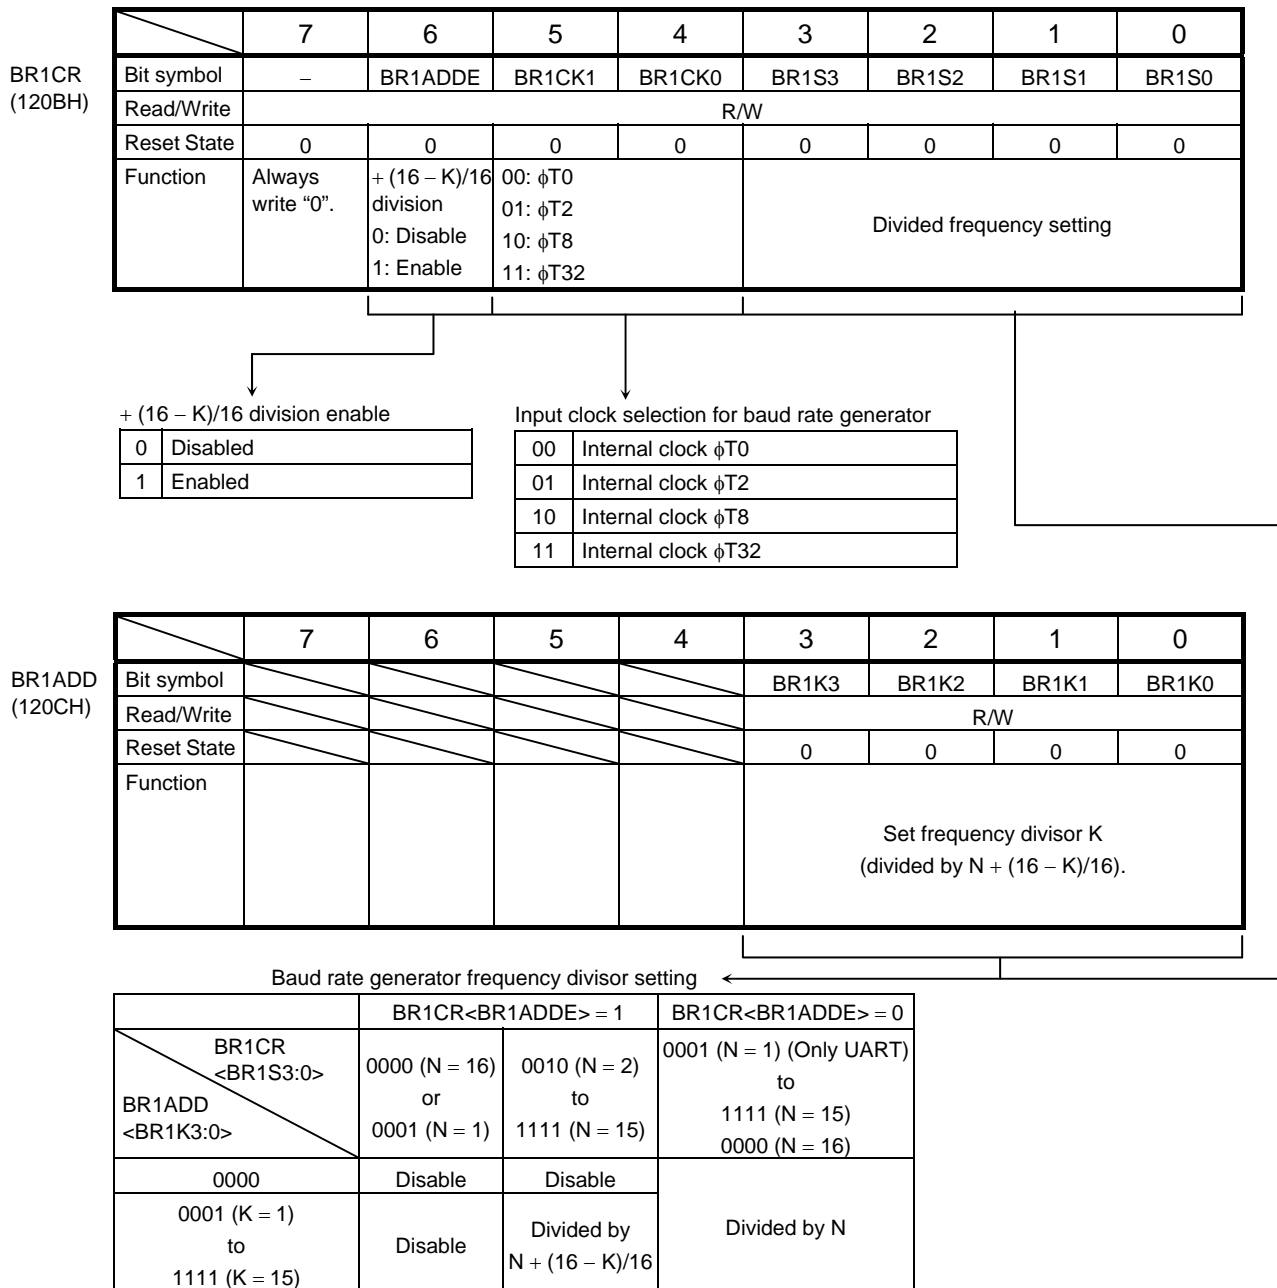 7 6 5 4 3 2 1 0
BR1CR
(120BH)
Bit symbol – BR1ADDE BR1CK1 BR1CK0 BR1S3 BR1S2 BR1S1 BR1S0
Read/Write R/W
Reset State 0 0 0 0 0 0 0 0
Function
Always
write “0”.
+ (16 – K)/16
division
0: Disable
1: Enable
00: ϕT0
01: ϕT2
10: ϕT8
11: ϕT32
Divided frequency setting
+ (16 – K)/16 division enable
0 Disabled
1 Enabled
Input clock selection for baud rate generator
00 Internal clock ϕT0
01 Internal clock ϕT2
10 Internal clock ϕT8
11 Internal clock ϕT32
7 6 5 4 3 2 1 0
BR1ADD
(120CH)
Bit symbol BR1K3 BR1K2 BR1K1 BR1K0
Read/Write R/W
Reset State 0 0 0 0
Function
Set frequency divisor K
(divided by N + (16 – K)/16).
Baud rate generator frequency divisor setting
BR1CR<BR1ADDE> = 1 BR1CR<BR1ADDE> = 0
BR1CR
<BR1S3:0>
BR1ADD
<BR1K3:0>
0000 (N = 16)
or
0001 (N = 1)
0010 (N = 2)
to
1111 (N = 15)
0001 (N = 1) (Only UART)
to
1111 (N = 15)
0000 (N = 16)
0000 Disable Disable
0001 (K = 1)
to
1111 (K = 15)
Disable
Divided by
N + (16 – K)/16
Divided by N